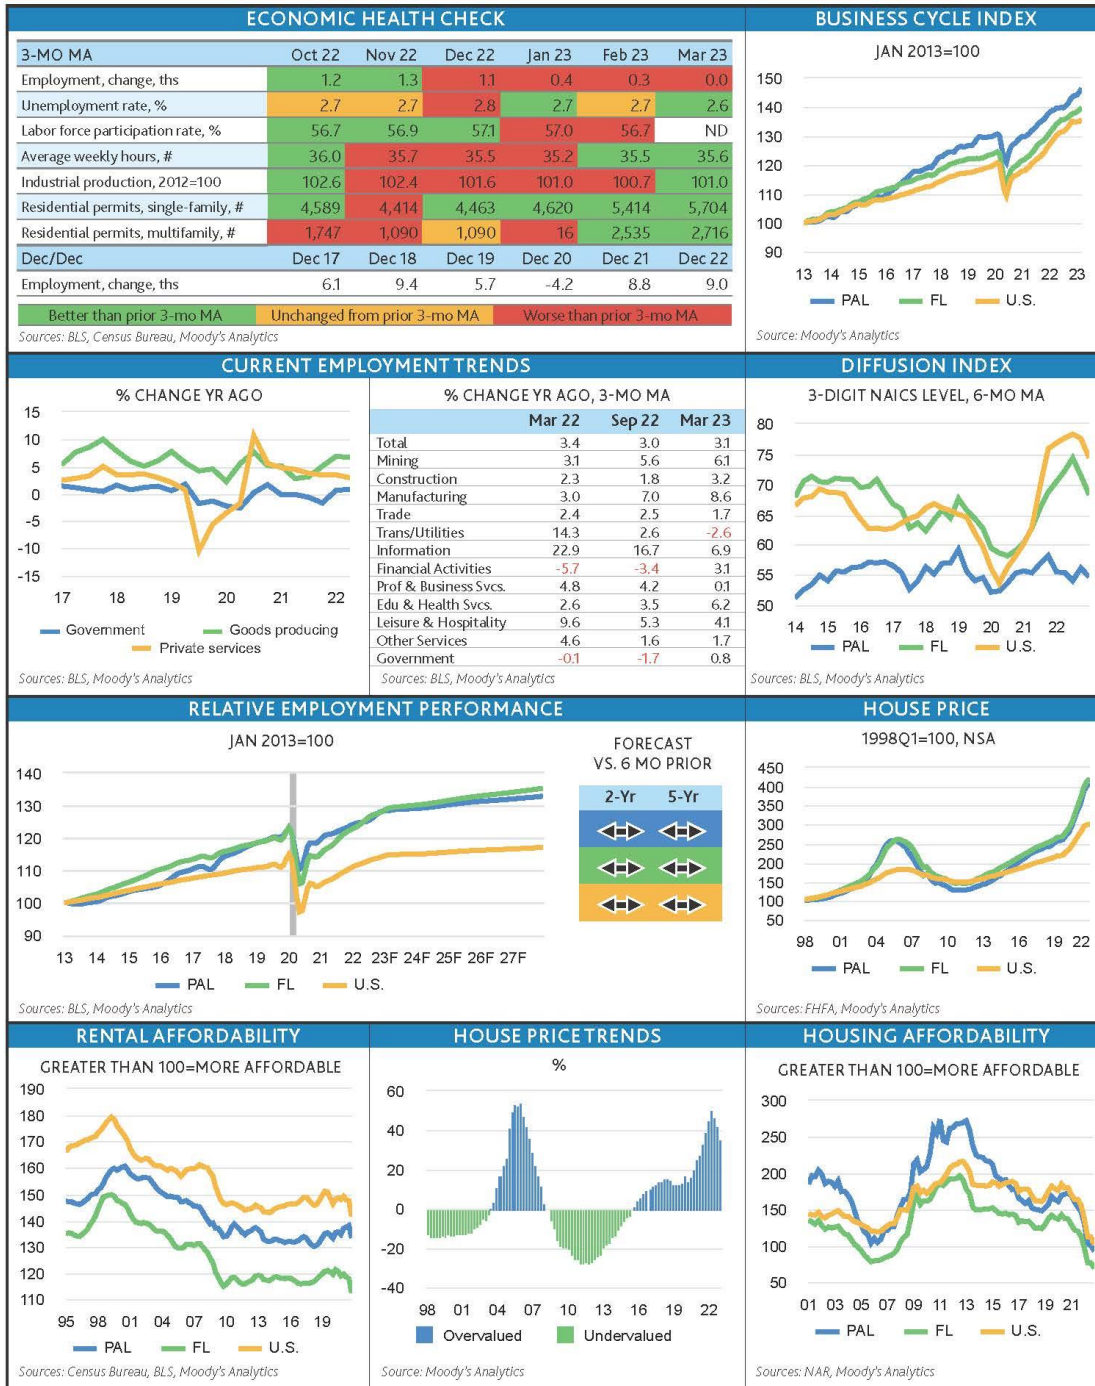 ECONOMIC HEALTH CHECK
3-MO MA Oct 22 Nov 22 Dec 22 Jan 23 Feb 23 Mar 23
Employment, change, ths 1.2 1.3 1.1 0.4 0.3 0.0
Unemployment rate, % 2.7 2.7 2.8 2.7 2.7 2.6
Labor force participation rate, % 56.7 56.9 57.1 57.0 56.7 ND
Average weekly hours, # 36.0 35.7 35.5 35.2 35.5 35.6
Industrial production, 2012=100 102.6 102.4 101.6 101.0 100.7 101.0
Residential permits, single-family, # 4,589 4,414 4,463 4,620 5,414 5,704
Residential permits, multifamily, # 1,747 1,090 1,090 16 2,535 2,716
Dec/Dec Dec 17 Dec 18 Dec 19 Dec 20 Dec 21 Dec 22
Employment, change, ths 6.1 9.4 5.7 -4.2 8.8 9.0
Better than prior 3-mo MA Unchanged from prior 3-mo MA Worse than prior 3-mo MA
Sources: BLS, Census Bureau, Moody's Analytics
BUSINESS CYCLE INDEX
JAN 2013=100
150
140
130
120
110
100
90
13 14 15 16 17 18 19 20 21 22 23
PAL FL U.S.
Source: Moody's Analytics
CURRENT EMPLOYMENT TRENDS
% CHANGE YR AGO
15
10
5
0
-5
-10
-15
17 18 19 20 21 22
Government Goods producing
Private services
Sources: BLS, Moody's Analytics
% CHANGE YR AGO, 3-MO MA
Mar 22 Sep 22 Mar 23
Total 3.4 3.0 3.1
Mining 3.1 5.6 6.1
Construction 2.3 1.8 3.2
Manufacturing 3.0 7.0 8.6
Trade 2.4 2.5 1.7
Trans/Utilities 14.3 2.6 -2.6
Information 22.9 16.7 6.9
Financial Activities -5.7 -3.4 3.1
Prof & Business Svcs. 4.8 4.2 0.1
Edu & Health Svcs. 2.6 3.5 6.2
Leisure & Hospitality 9.6 5.3 4.1
Other Services 4.6 1.6 1.7
Government -0.1 -1.7 0.8
Sources: BLS, Moody's Analytics
DIFFUSION INDEX
3-DIGIT NAICS LEVEL, 6-MO MA
80
75
70
65
60
55
50
14 15 16 17 18 19 20 21 22
PAL FL U.S.
Sources: BLS, Moody's Analytics
RELATIVE EMPLOYMENT PERFORMANCE
JAN 2013=100
140
130
120
110
100
90
13 14 15 16 17 18 19 20 21 22 23F 24F 25F 26F 27F
PAL FL U.S.
Sources: BLS, Moody's Analytics
FORECAST
VS. 6 MO PRIOR
2-Yr 5-Yr
HOUSE PRICE
1998Q1=100, NSA
450
400
350
300
250
200
150
100
50
98 01 04 07 10 13 16 19 22
PAL FL U.S.
Sources: FHFA, Moody's Analytics
RENTAL AFFORDABILITY
GREATER THAN 100=MORE AFFORDABLE
190
180
170
160
150
140
130
120
110
95 98 01 04 07 10 13 16 19
PAL FL U.S.
Sources: Census Bureau, BLS, Moody's Analytics
HOUSE PRICE TRENDS
%
60
40
20
0
-20
-40
98 01 04 07 10 13 16 19 22
Overvalued Undervalued
Source: Moody's Analytics
HOUSING AFFORDABILITY
GREATER THAN 100=MORE AFFORDABLE
300
250
200
150
100
50
01 03 05 07 09 11 13 15 17 19 21
PAL FL U.S.
Sources: NAR, Moody's Analytics